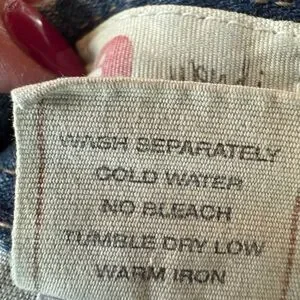 WASH SEPARATELY
COLD WATER
NO BLEACH
TUMBLE DRY LOW
WARM IRON